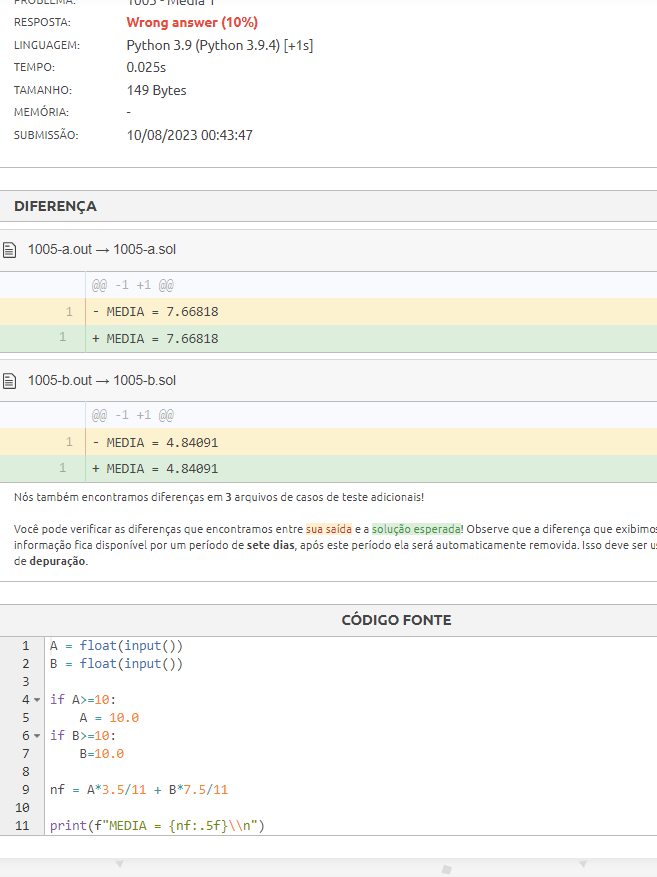 PROBLEMA: 1005 - Média 1
RESPOSTA: Wrong answer (10%)
LINGUAGEM: Python 3.9 (Python 3.9.4) [+1s]
TEMPO: 0.025s
TAMANHO: 149 Bytes
MEMÓRIA: -
SUBMISSÃO: 10/08/2023 00:43:47
DIFERENÇA
1005-a.out → 1005-a.sol
@@ -1 +1 @@
1 - MEDIA = 7.66818
1 + MEDIA = 7.66818
1005-b.out → 1005-b.sol
@@ -1 +1 @@
1 - MEDIA = 4.84091
1 + MEDIA = 4.84091
Nós também encontramos diferenças em 3 arquivos de casos de teste adicionais!
Você pode verificar as diferenças que encontramos entre sua saída e a solução esperada! Observe que a diferença que exibimos
informação fica disponível por um período de sete dias, após este período ela será automaticamente removida. Isso deve ser u
de depuração.
CÓDIGO FONTE
1 A = float(input())
2 B = float(input())
3
4 if A>=10:
5     A = 10.0
6 if B>=10:
7     B=10.0
8
9 nf = A*3.5/11 + B*7.5/11
10
11 print(f"MEDIA = {nf:.5f}\\n")